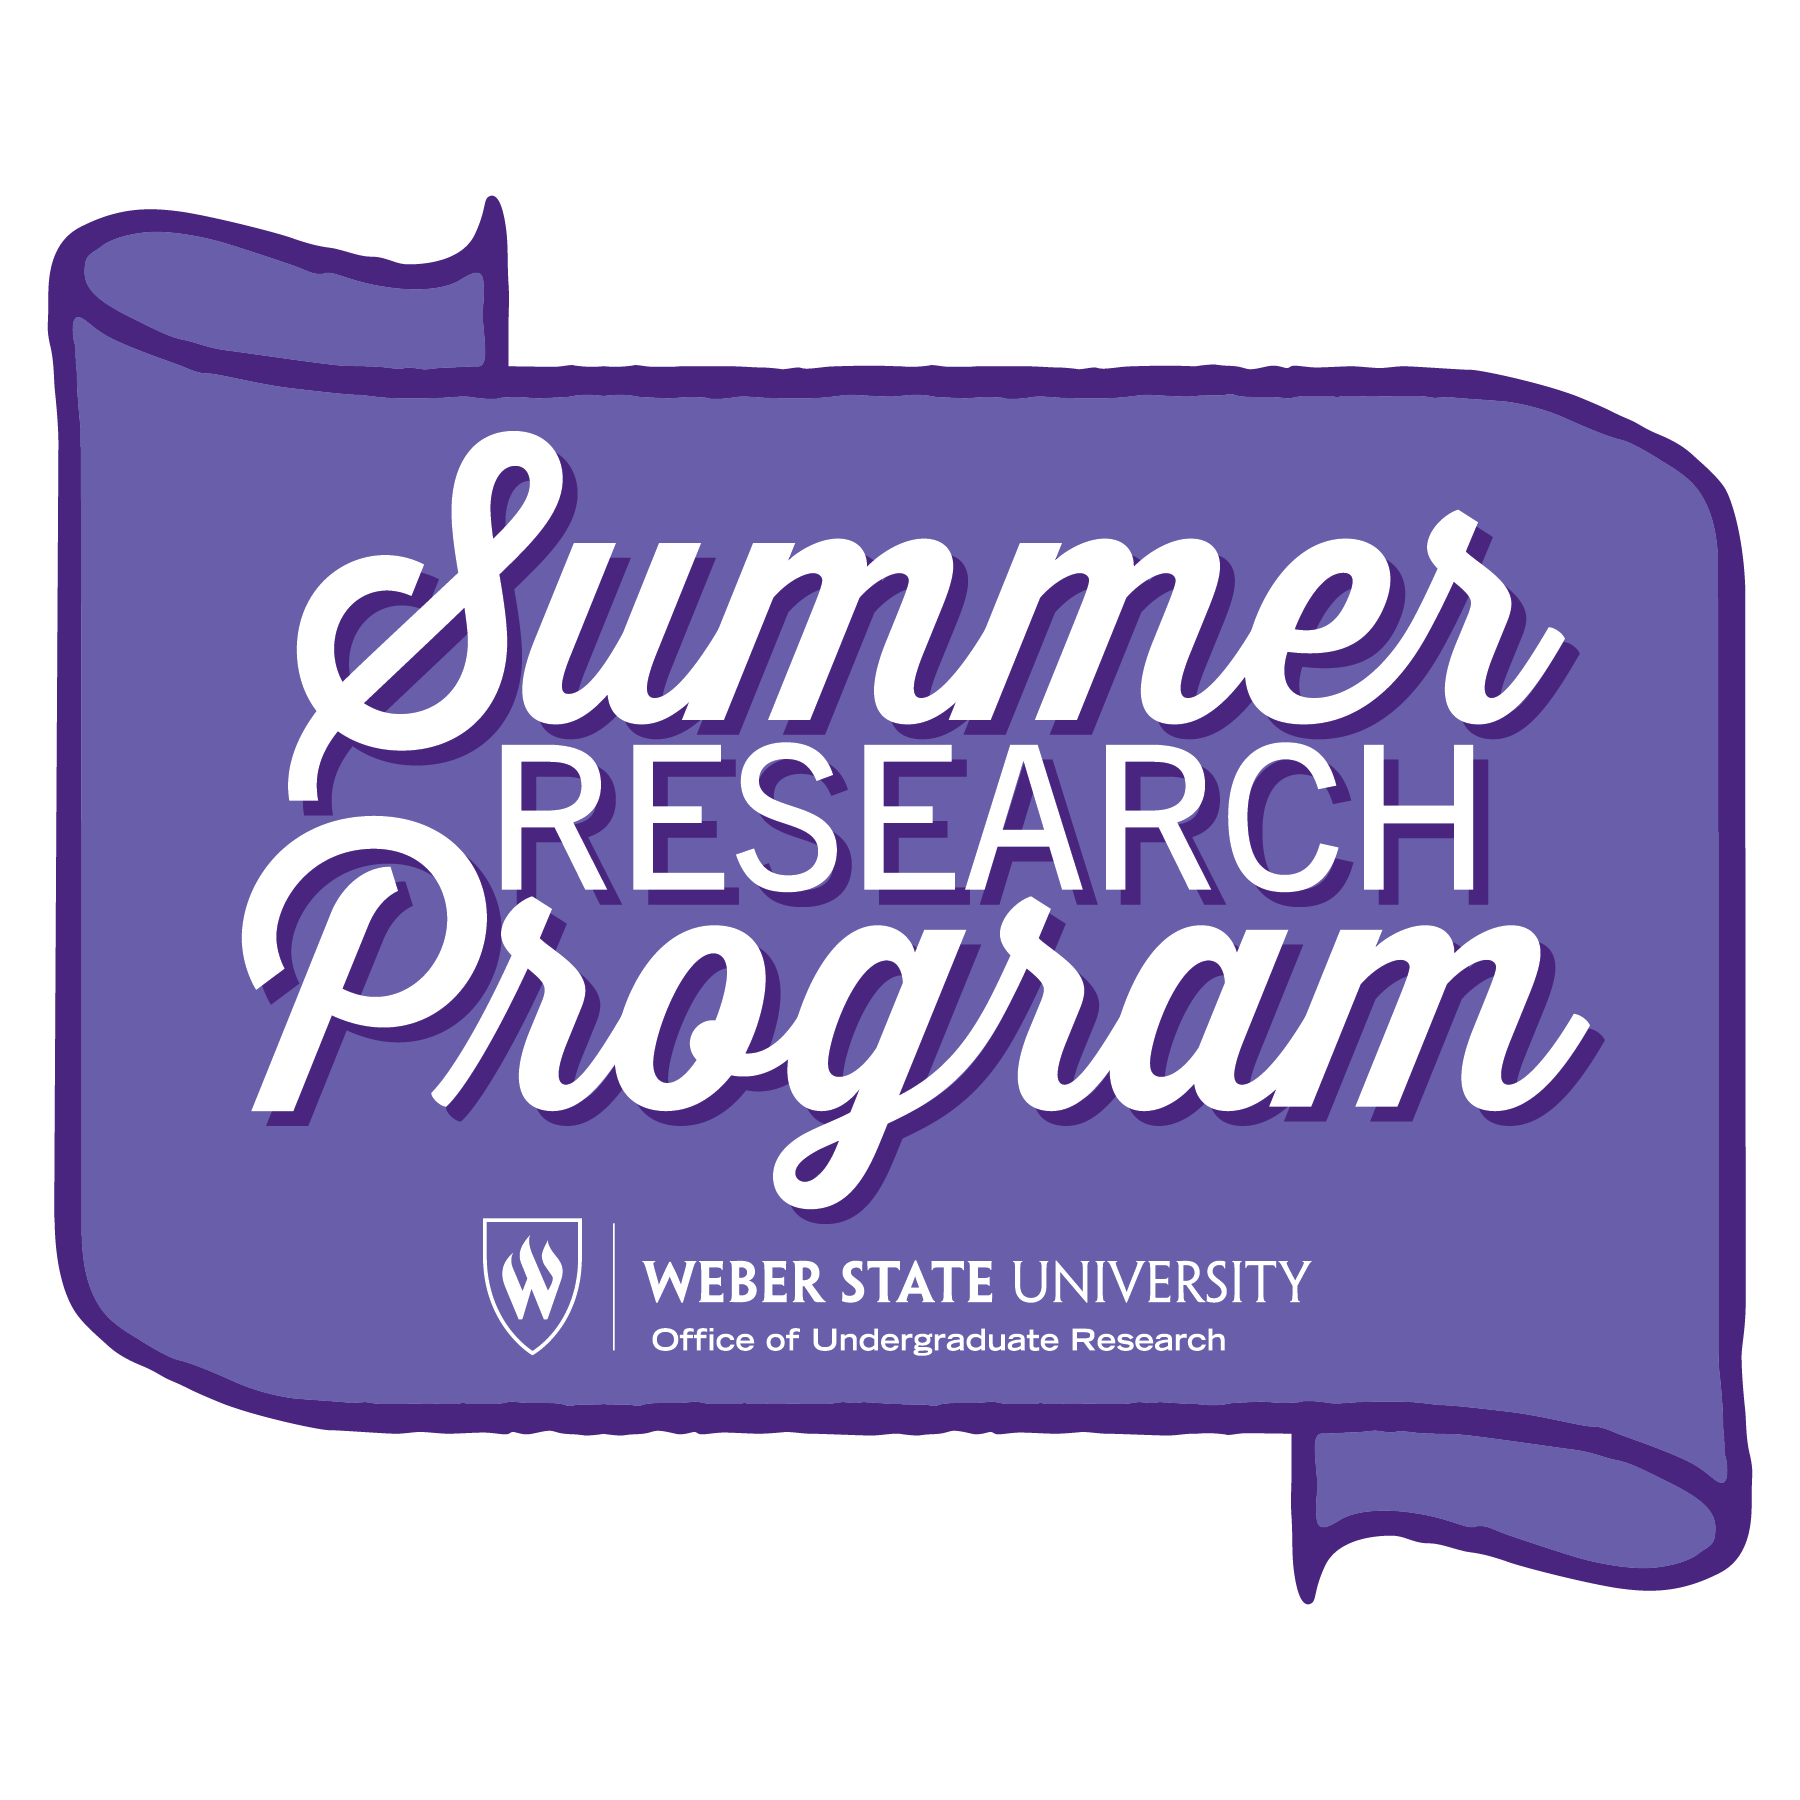 Summer
RESEARCH
Program
WEBER STATE UNIVERSITY
Office of Undergraduate Research